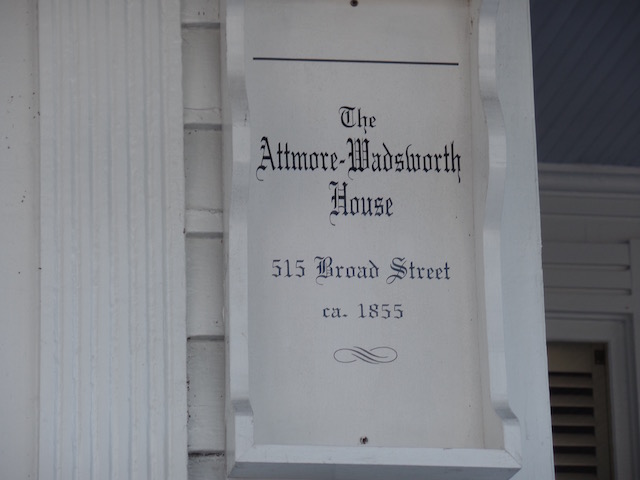 The
Attmore-Wadsworth
House
515 Broad Street
ca. 1855